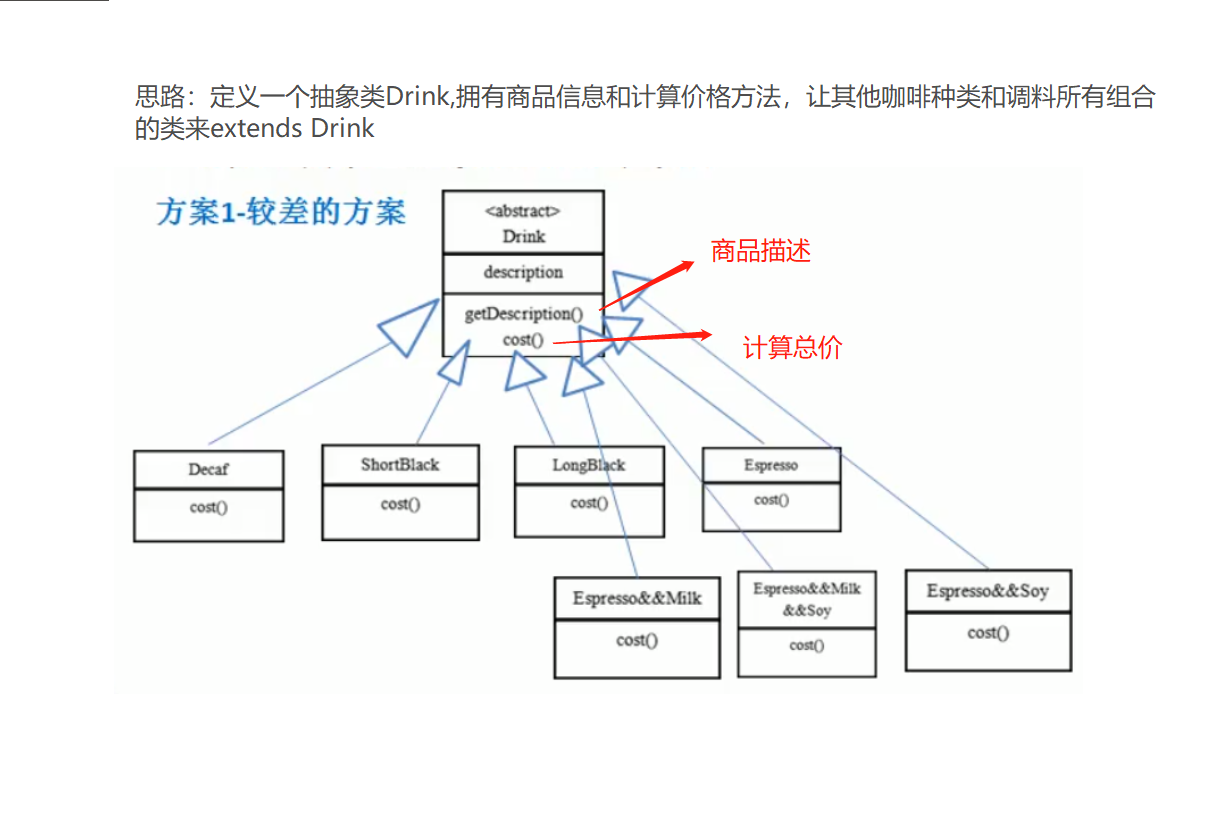 思路：定义一个抽象类Drink,拥有商品信息和计算价格方法，让其他咖啡种类和调料所有组合
的类来extends Drink
方案1-较差的方案
<abstract>
Drink
description
getDescription()
cost()
商品描述
计算总价
Decaf
cost()
ShortBlack
cost()
LongBlack
cost()
Espresso
cost()
Espresso&&Milk
cost()
Espresso&&Milk
&&Soy
cost()
Espresso&&Soy
cost()